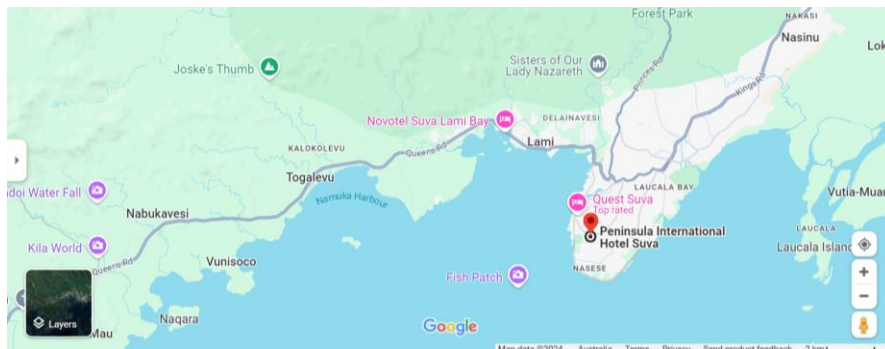 Forest Park
NAKASI
Nasinu
Lok
Joske's Thumb
Sisters of Our
Lady Nazareth
Princes Rd
Kings Rd
Novotel Suva Lami Bay
DELAINAVESI
KALOKOLEVU
Queens Rd
Lami
Togalevu
LAUCALA BAY
doi Water Fall
Namuka Harbour
Quest Suva
Top rated
Vutia-Muan
Nabukavesi
Peninsula International
Hotel Suva
LAUCALA
Laucala Island
Kila World
Queens Rd
Vunisoco
Fish Patch
NASESE
Layers
Naqara
Mau
Google
Map data ©2024 Australia Terms Privacy Send product feedback 2 km